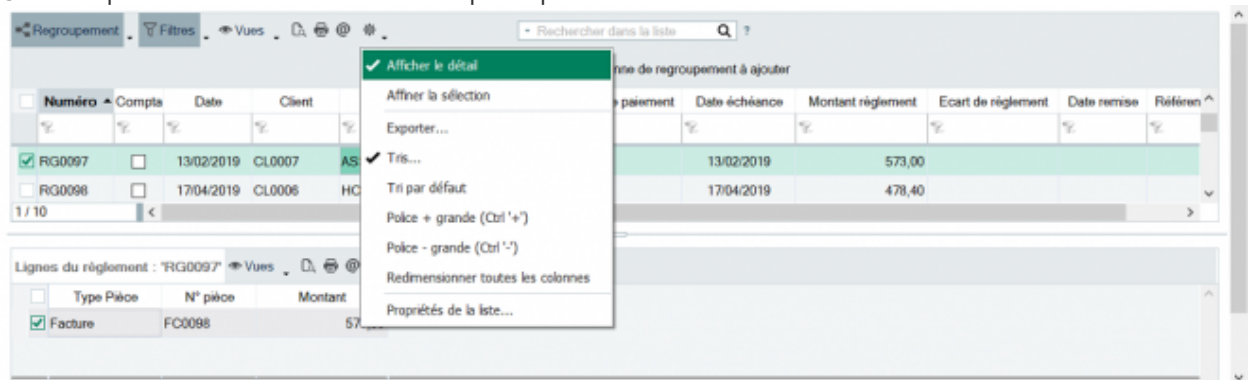 Regroupement Filtres Vues @ Rechercher dans la liste ?
nne de regroupement à ajouter
Numéro Compta Date Client paiement Date échéance Montant règlement Ecart de règlement Date remise Référen
RG0097 13/02/2019 CL0007 AS 13/02/2019 573,00
RG0098 17/04/2019 CL0006 HC 17/04/2019 478,40
1 / 10
Afficher le détail
Affiner la sélection
Exporter...
Tris...
Tri par défaut
Police + grande (Ctrl '+')
Police - grande (Ctrl '-')
Redimensionner toutes les colonnes
Propriétés de la liste...
Lignes du règlement : "RG0097" Vues @
Type Pièce N° pièce Montant
Facture FC0098